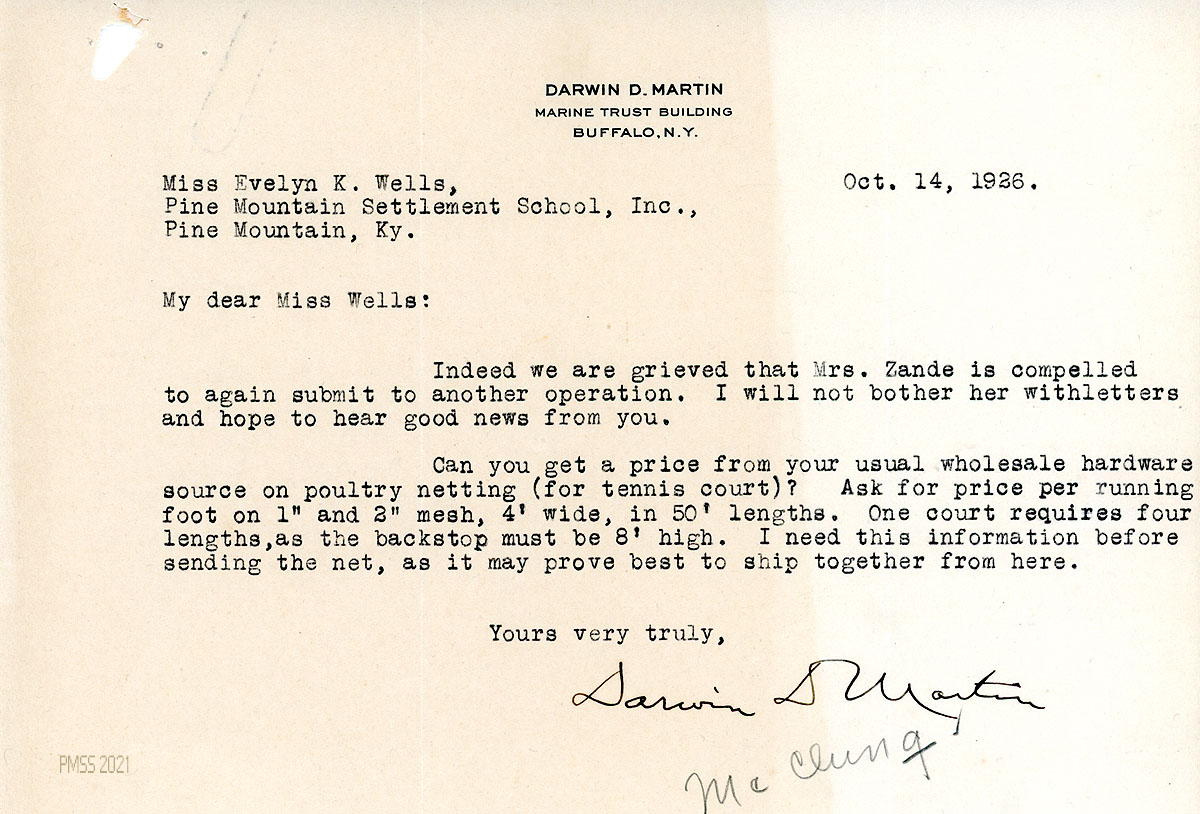 DARWIN D. MARTIN
MARINE TRUST BUILDING
BUFFALO, N.Y.
Miss Evelyn K. Wells, Oct. 14, 1926.
Pine Mountain Settlement School, Inc.,
Pine Mountain, Ky.
My dear Miss Wells:
Indeed we are grieved that Mrs. Zande is compelled
to again submit to another operation. I will not bother her withletters
and hope to hear good news from you.
Can you get a price from your usual wholesale hardware
source on poultry netting (for tennis court)? Ask for price per running
foot on 1" and 2" mesh, 4' wide, in 50' lengths. One court requires four
lengths,as the backstop must be 8' high. I need this information before
sending the net, as it may prove best to ship together from here.
Yours very truly,
Darwin D Martin
McClung
PMSS 2021